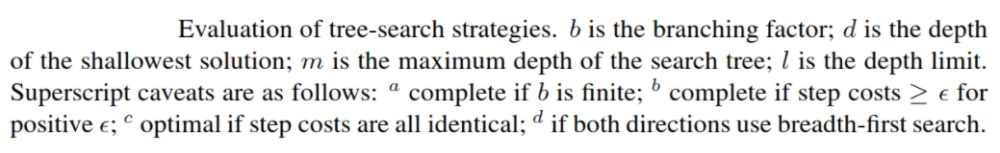 Evaluation of tree-search strategies. b is the branching factor; d is the depth
of the shallowest solution; m is the maximum depth of the search tree; l is the depth limit.
Superscript caveats are as follows: ᵃ complete if b is finite; ᵇ complete if step costs ≥ ϵ for
positive ϵ; ᶜ optimal if step costs are all identical; ᵈ if both directions use breadth-first search.